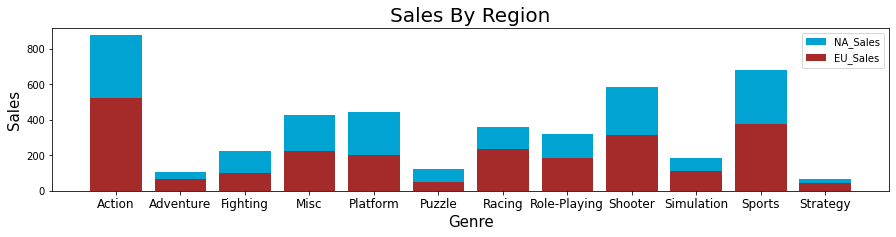 Sales By Region
NA_Sales
EU_Sales
Sales
800
600
400
200
0
Action Adventure Fighting Misc Platform Puzzle Racing Role-Playing Shooter Simulation Sports Strategy
Genre